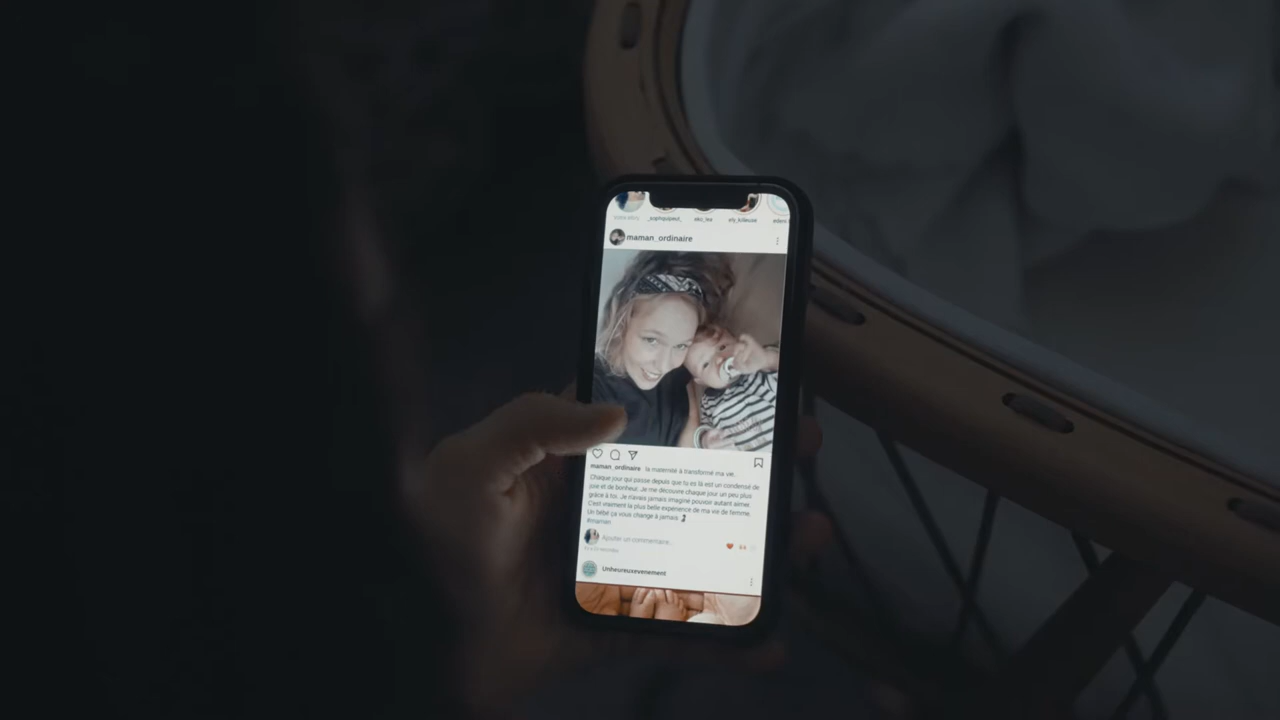 _sophiquipeut_
maman_ordinaire
maman_ordinaire la maternité à transformé ma vie.
Chaque jour qui passe depuis que tu es là est un condensé de
joie et de bonheur. Je me découvre chaque jour un peu plus
grâce à toi. Je n'avais jamais imaginé pouvoir autant aimer.
C'est vraiment la plus belle expérience de ma vie de femme.
Un bébé ça vous change à jamais
#maman
Ajouter un commentaire...
Unheureuxevenement